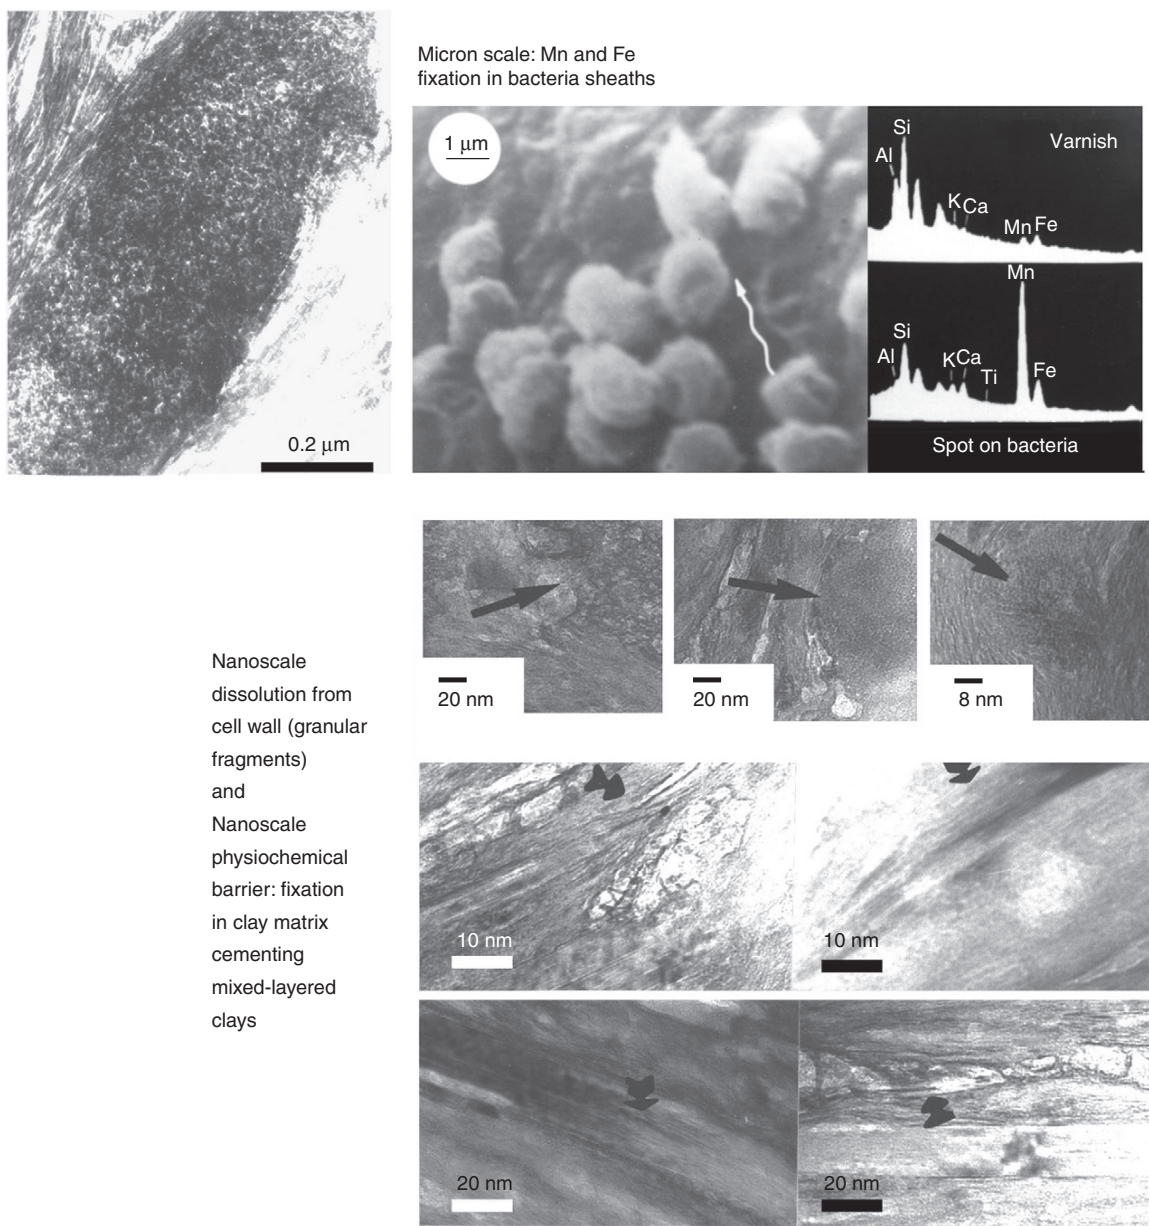 Micron scale: Mn and Fe
fixation in bacteria sheaths
0.2 μm
1 μm
Varnish
Si
Al
K
Ca
Mn
Fe
Mn
Si
Al
K
Ca
Ti
Fe
Spot on bacteria
20 nm
20 nm
8 nm
Nanoscale
dissolution from
cell wall (granular
fragments)
and
Nanoscale
physiochemical
barrier: fixation
in clay matrix
cementing
mixed-layered
clays
10 nm
10 nm
20 nm
20 nm